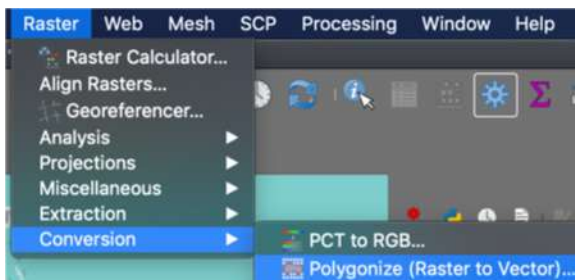 Raster Web Mesh SCP Processing Window Help
Raster Calculator...
Align Rasters...
Georeferencer...
Analysis
Projections
Miscellaneous
Extraction
Conversion
PCT to RGB...
Polygonize (Raster to Vector)...